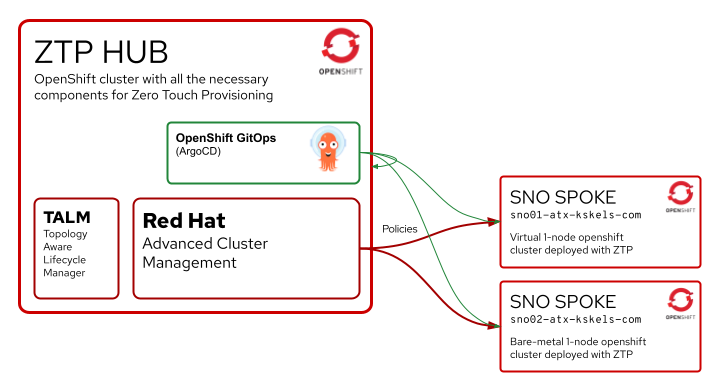 ZTP HUB
OPENSHIFT
OpenShift cluster with all the necessary
components for Zero Touch Provisioning
OpenShift GitOps
(ArgoCD)
TALM
Topology
Aware
Lifecycle
Manager
Red Hat
Advanced Cluster
Management
Policies
SNO SPOKE
OPENSHIFT
sno01-atx-kskels-com
Virtual 1-node openshift
cluster deployed with ZTP
SNO SPOKE
OPENSHIFT
sno02-atx-kskels-com
Bare-metal 1-node openshift
cluster deployed with ZTP